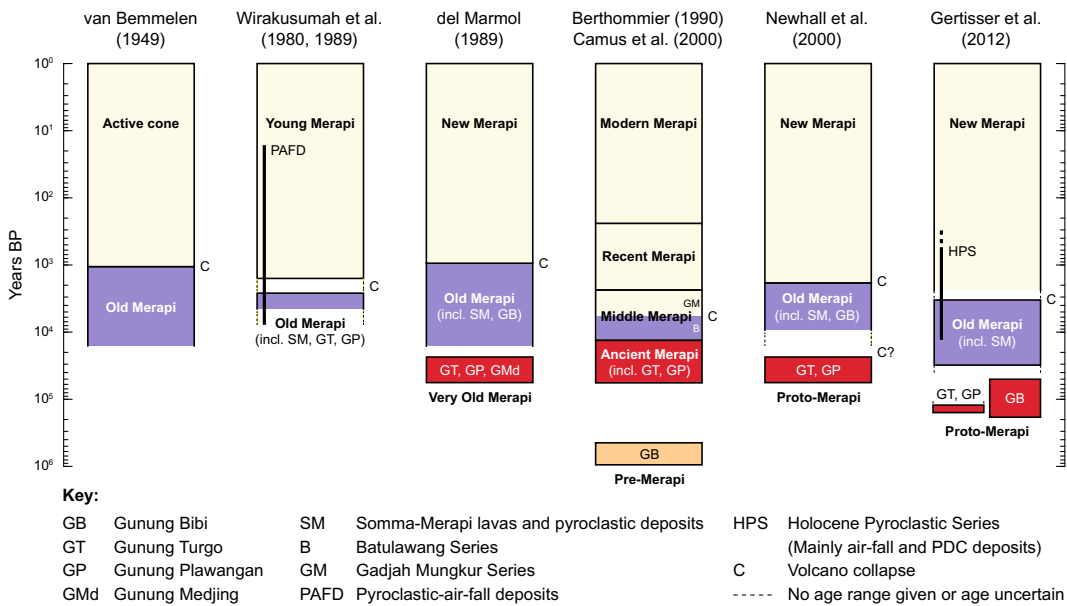 van Bemmelen
(1949)
Wirakusumah et al.
(1980, 1989)
del Marmol
(1989)
Berthommier (1990)
Camus et al. (2000)
Newhall et al.
(2000)
Gertisser et al.
(2012)
Years BP
10⁰
10¹
10²
10³
10⁴
10⁵
10⁶
Active cone
C
Old Merapi
Young Merapi
PAFD
C
Old Merapi
(incl. SM, GT, GP)
New Merapi
C
Old Merapi
(incl. SM, GB)
GT, GP, GMd
Very Old Merapi
Modern Merapi
Recent Merapi
GM
Middle Merapi
C
B
Ancient Merapi
(incl. GT, GP)
GB
Pre-Merapi
New Merapi
C
Old Merapi
(incl. SM, GB)
C?
GT, GP
Proto-Merapi
New Merapi
HPS
C
Old Merapi
(incl. SM)
GT, GP
GB
Proto-Merapi
Key:
GB Gunung Bibi
GT Gunung Turgo
GP Gunung Plawangan
GMd Gunung Medjing
SM Somma-Merapi lavas and pyroclastic deposits
B Batulawang Series
GM Gadjah Mungkur Series
PAFD Pyroclastic-air-fall deposits
HPS Holocene Pyroclastic Series
(Mainly air-fall and PDC deposits)
C Volcano collapse
----- No age range given or age uncertain